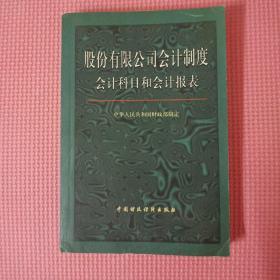 股份有限公司会计制度
会计科目和会计报表
中华人民共和国财政部制定
中国财政经济出版社